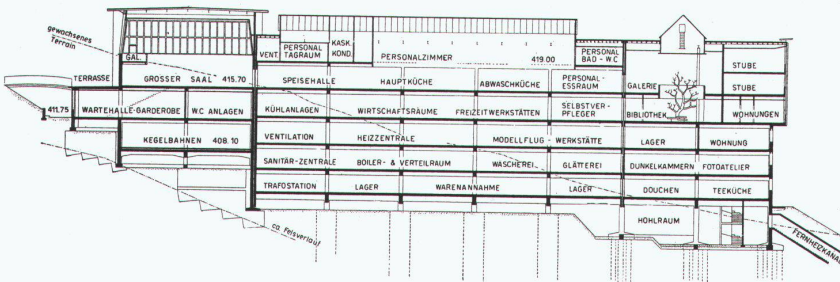 gewachsenes
Terrain
GAL.
VENT.
PERSONAL
TAGRAUM
KASK.
KOND.
PERSONALZIMMER 419.00
PERSONAL
BAD - W.C
STUBE
TERRASSE
GROSSER SAAL 415.70
SPEISEHALLE
HAUPTKÜCHE
ABWASCHKÜCHE
PERSONAL-
ESSRAUM
GALERIE
STUBE
411.75
WARTEHALLE-GARDEROBE
W.C ANLAGEN
KÜHLANLAGEN
WIRTSCHAFTSRÄUME
FREIZEITWERKSTÄTTEN
SELBSTVER-
PFLEGER
BIBLIOTHEK
WOHNUNGEN
KEGELBAHNEN 408.10
VENTILATION
HEIZZENTRALE
MODELLFLUG - WERKSTÄTTE
LAGER
WOHNUNG
SANITÄR-ZENTRALE
BOILER- & VERTEILRAUM
WÄSCHEREI
GLÄTTEREI
DUNKELKAMMERN
FOTOATELIER
TRAFOSTATION
LAGER
WARENANNAHME
LAGER
DOUCHEN
TEEKÜCHE
ca. Felsverlauf
HOHLRAUM
FERNHEIZKANAL